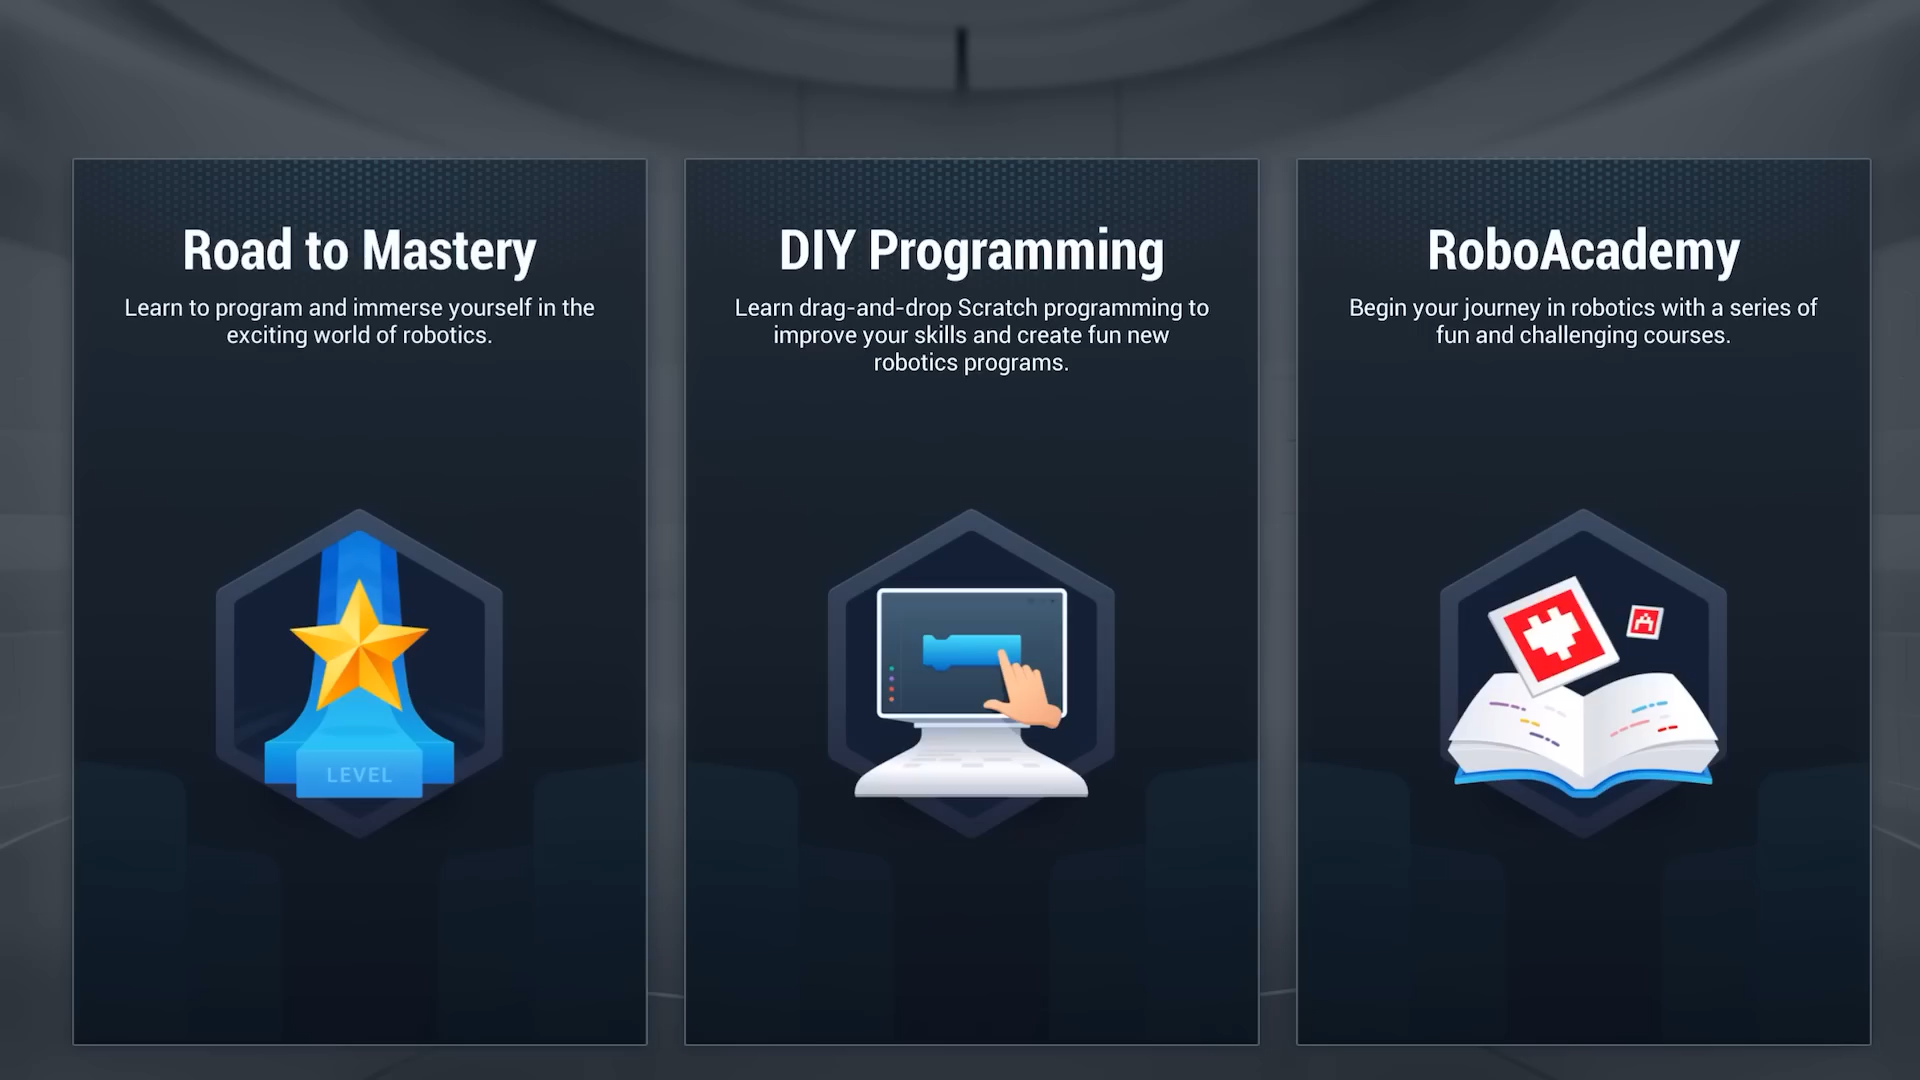 Road to Mastery
Learn to program and immerse yourself in the
exciting world of robotics.
LEVEL
DIY Programming
Learn drag-and-drop Scratch programming to
improve your skills and create fun new
robotics programs.
RoboAcademy
Begin your journey in robotics with a series of
fun and challenging courses.